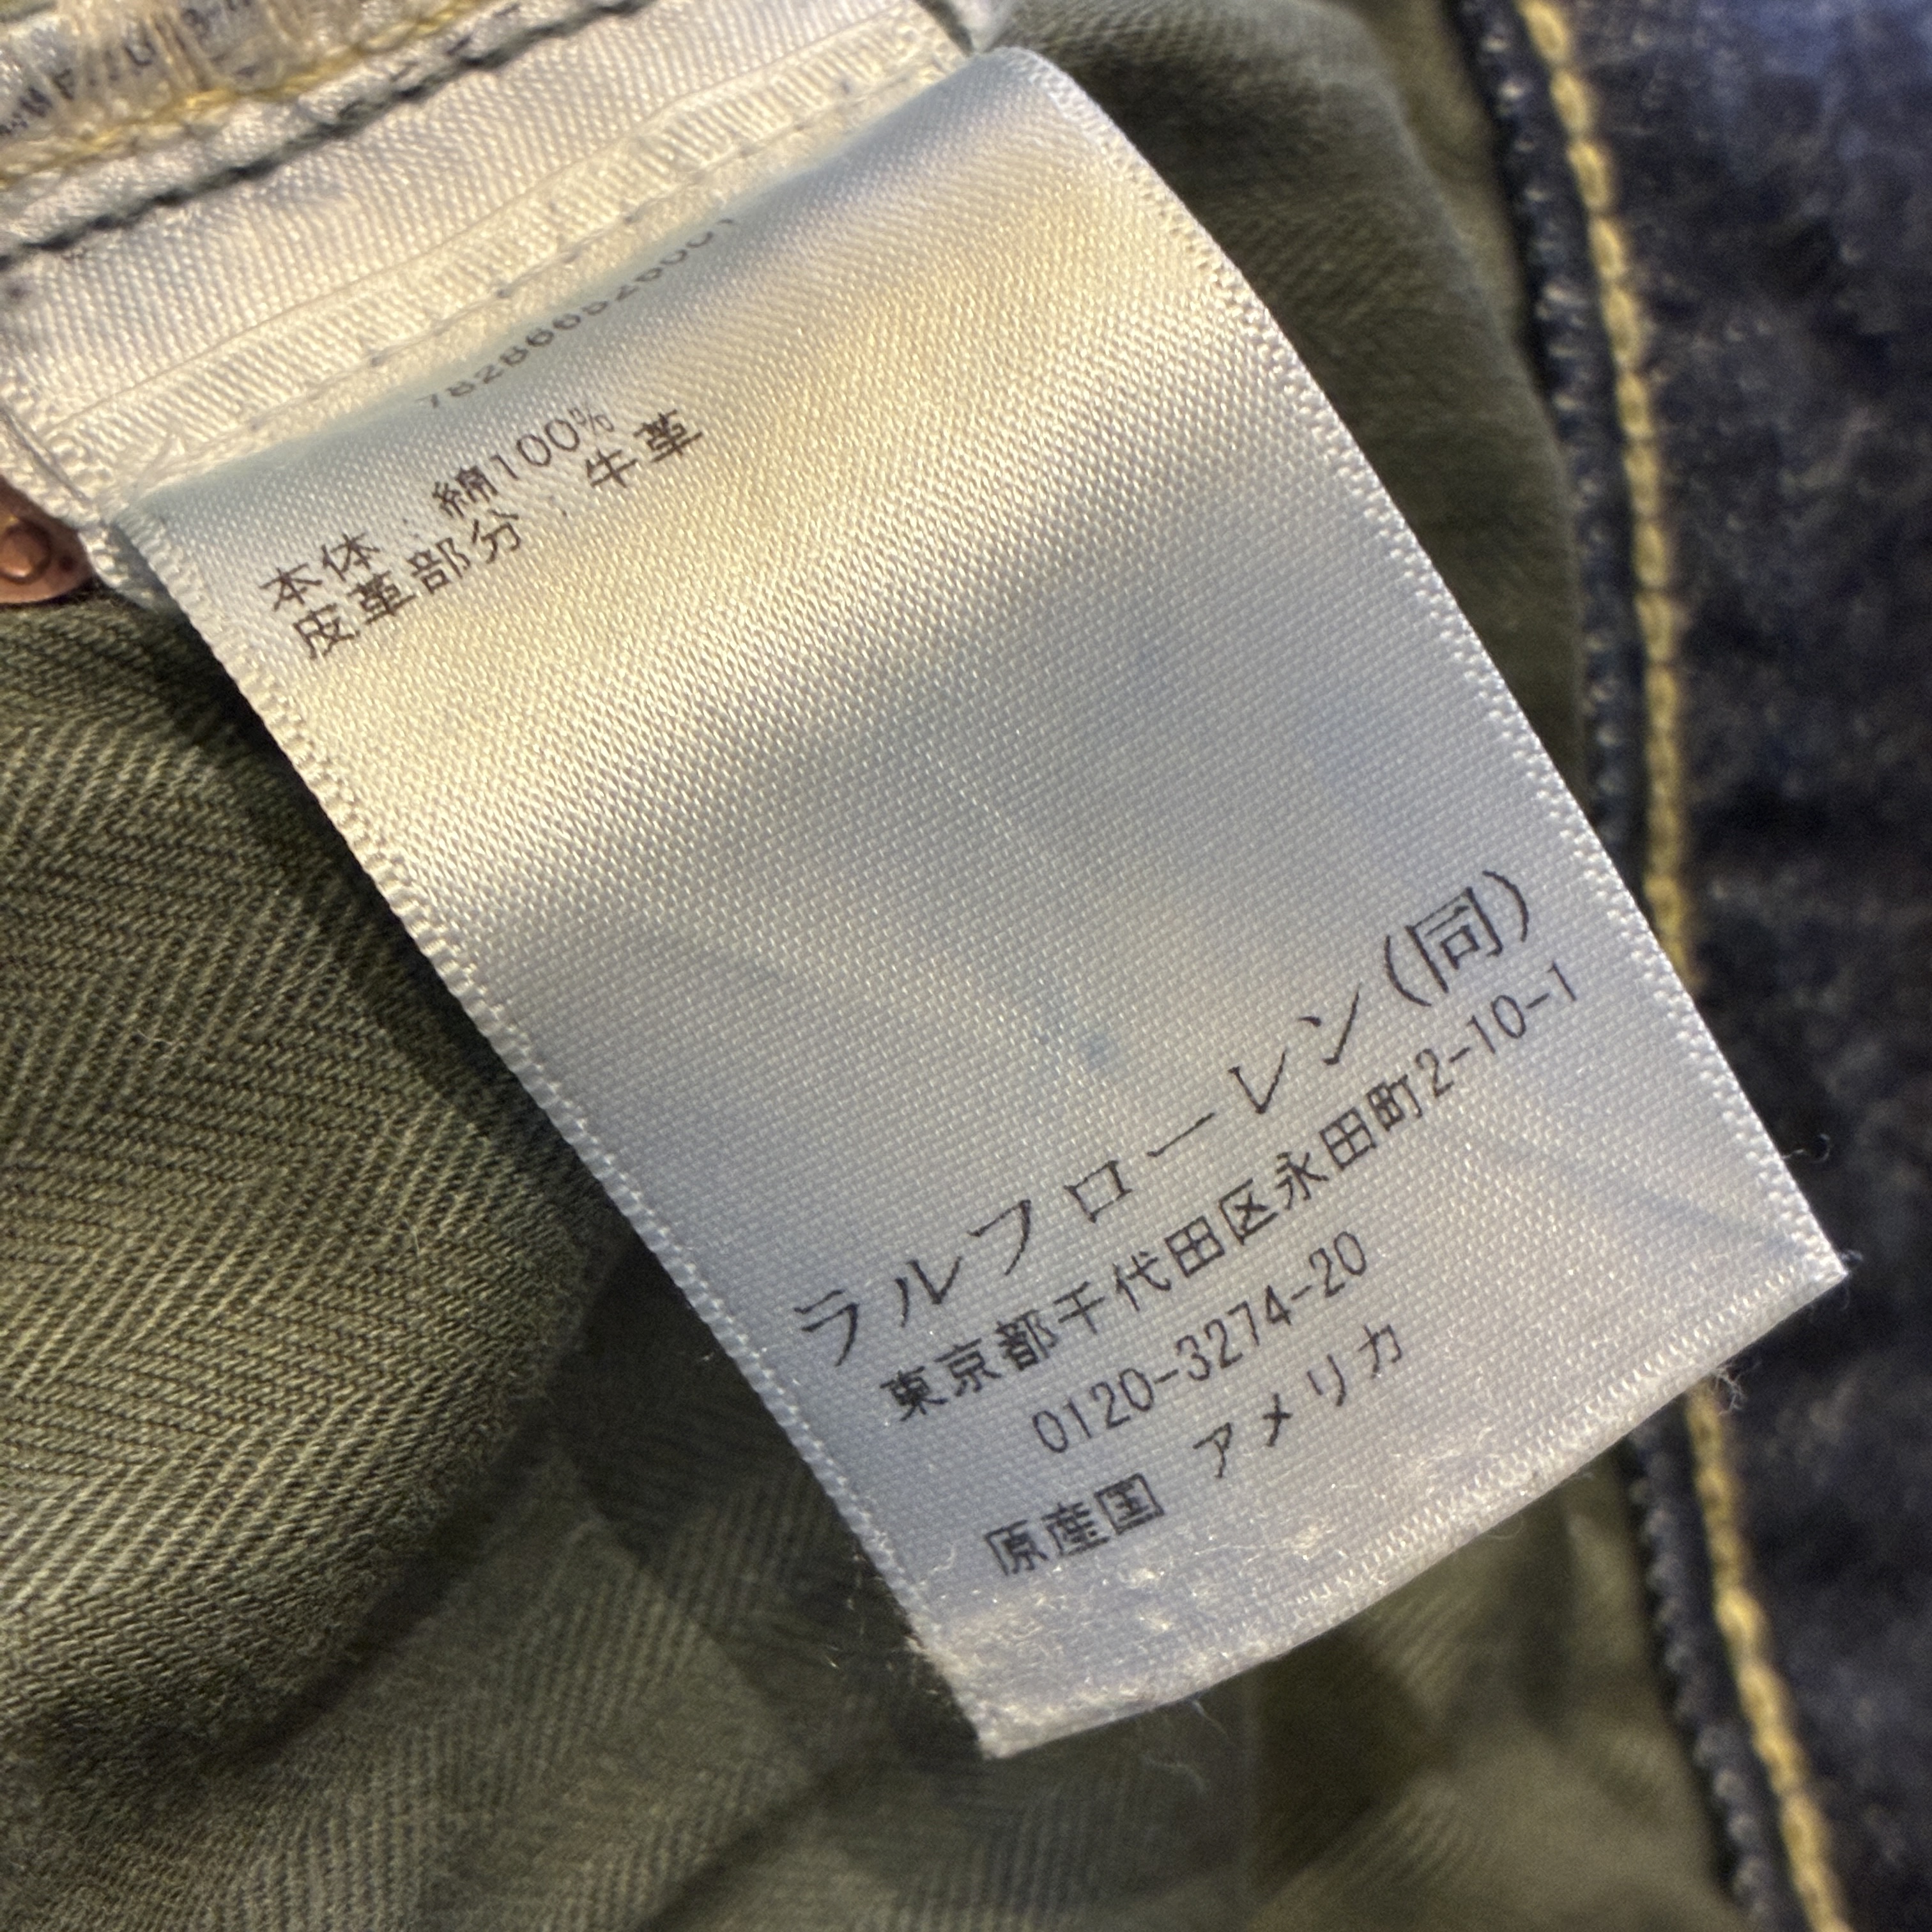 本体：綿100%
皮革部分：牛革
ラルフローレン(同)
東京都千代田区永田町2-10-1
0120-3274-20
原産国 アメリカ